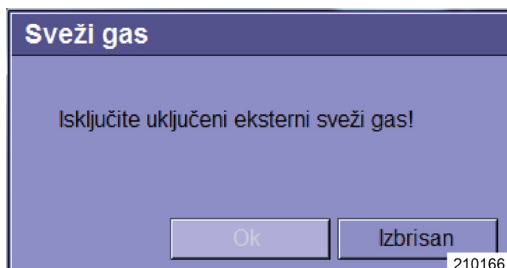 Sveži gas
Isključite uključeni eksterni sveži gas!
Ok
Izbrisan
210166